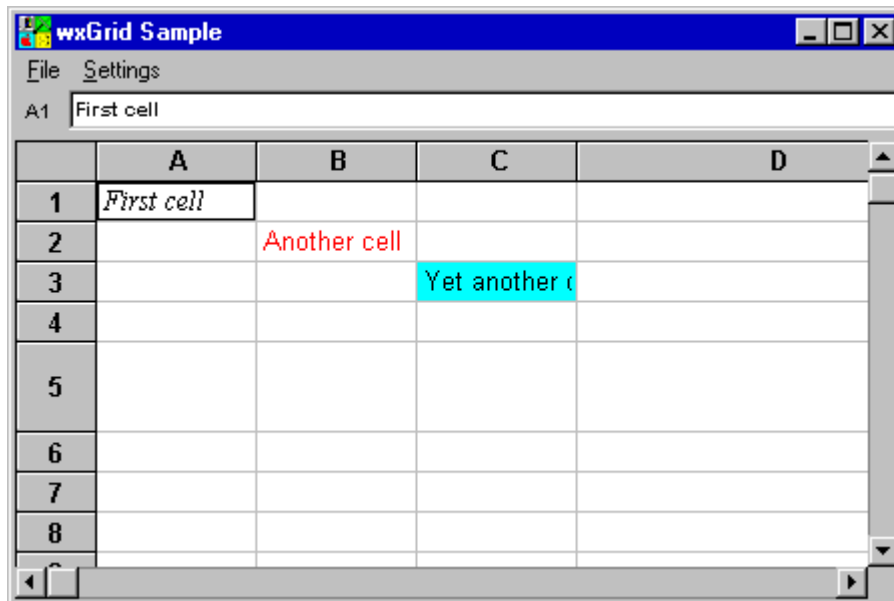 wxGrid Sample
File Settings
A1 First cell
A B C D
1 First cell
2 Another cell
3 Yet another
4
5
6
7
8